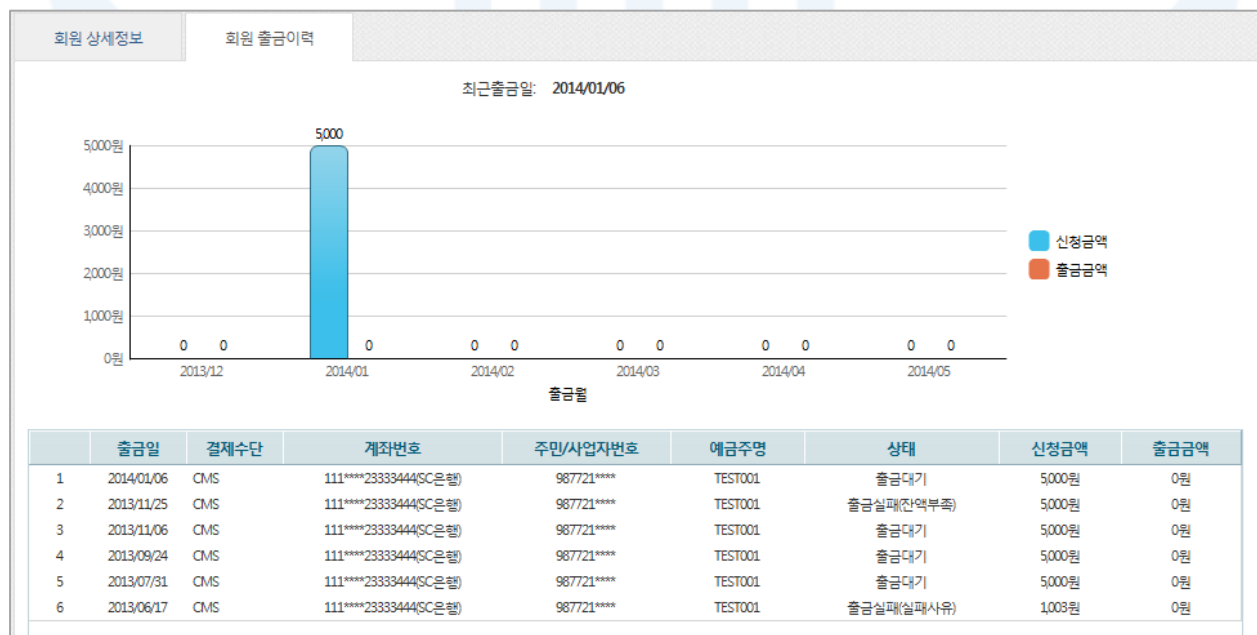 회원 상세정보 회원 출금이력
최근출금일: 2014/01/06
5,000
5,000원
4,000원
3,000원
2,000원
1,000원
0원
0 0 0 0 0 0 0 0 0 0 0
2013/12 2014/01 2014/02 2014/03 2014/04 2014/05
출금월
신청금액
출금금액
출금일 결제수단 계좌번호 주민/사업자번호 예금주명 상태 신청금액 출금금액
1 2014/01/06 CMS 111****23333444(SC은행) 987721**** TEST001 출금대기 5,000원 0원
2 2013/11/25 CMS 111****23333444(SC은행) 987721**** TEST001 출금실패(잔액부족) 5,000원 0원
3 2013/11/06 CMS 111****23333444(SC은행) 987721**** TEST001 출금대기 5,000원 0원
4 2013/09/24 CMS 111****23333444(SC은행) 987721**** TEST001 출금대기 5,000원 0원
5 2013/07/31 CMS 111****23333444(SC은행) 987721**** TEST001 출금대기 5,000원 0원
6 2013/06/17 CMS 111****23333444(SC은행) 987721**** TEST001 출금실패(실패사유) 1,003원 0원